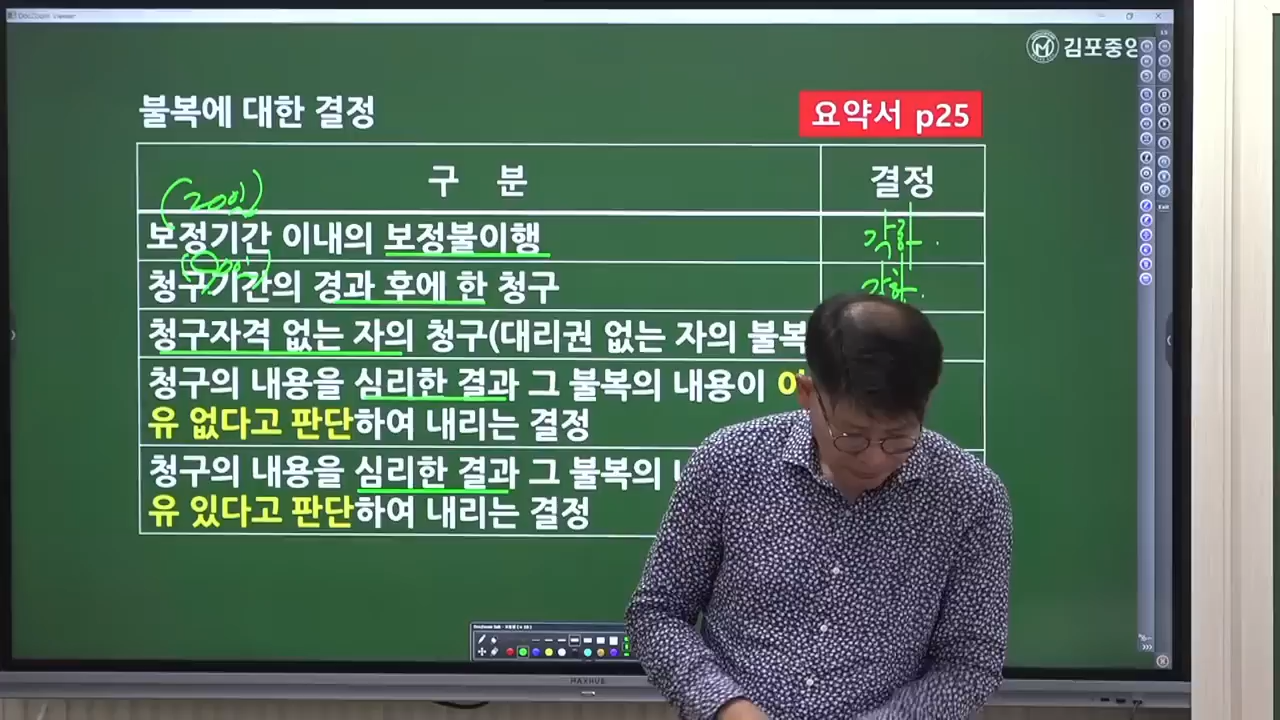 DocZoom Viewer
김포중앙
불복에 대한 결정
요약서 p25
구 분
결정
(20일)
보정기간 이내의 보정불이행
각하.
(90일)
청구기간의 경과 후에 한 청구
각하.
청구자격 없는 자의 청구(대리권 없는 자의 불복
청구의 내용을 심리한 결과 그 불복의 내용이 이
유 없다고 판단하여 내리는 결정
청구의 내용을 심리한 결과 그 불복의
유 있다고 판단하여 내리는 결정
MAXHUB